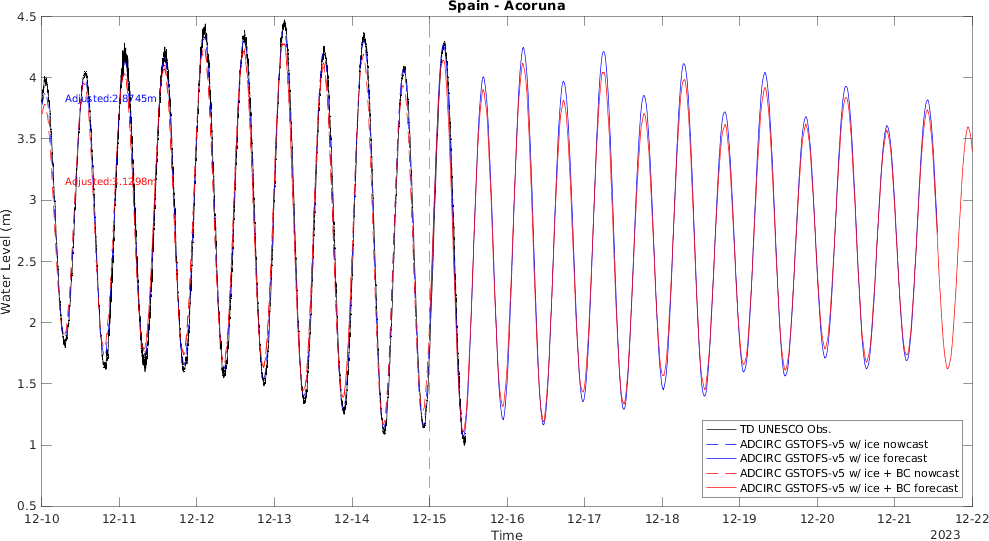 Spain - Acoruna
4.5
4
3.5
3
2.5
2
1.5
1
0.5
Water Level (m)
Adjusted:2.8745m
Adjusted:3.1298m
TD UNESCO Obs.
ADCIRC GSTOFS-v5 w/ ice nowcast
ADCIRC GSTOFS-v5 w/ ice forecast
ADCIRC GSTOFS-v5 w/ ice + BC nowcast
ADCIRC GSTOFS-v5 w/ ice + BC forecast
12-10 12-11 12-12 12-13 12-14 12-15 12-16 12-17 12-18 12-19 12-20 12-21 12-22
Time
2023